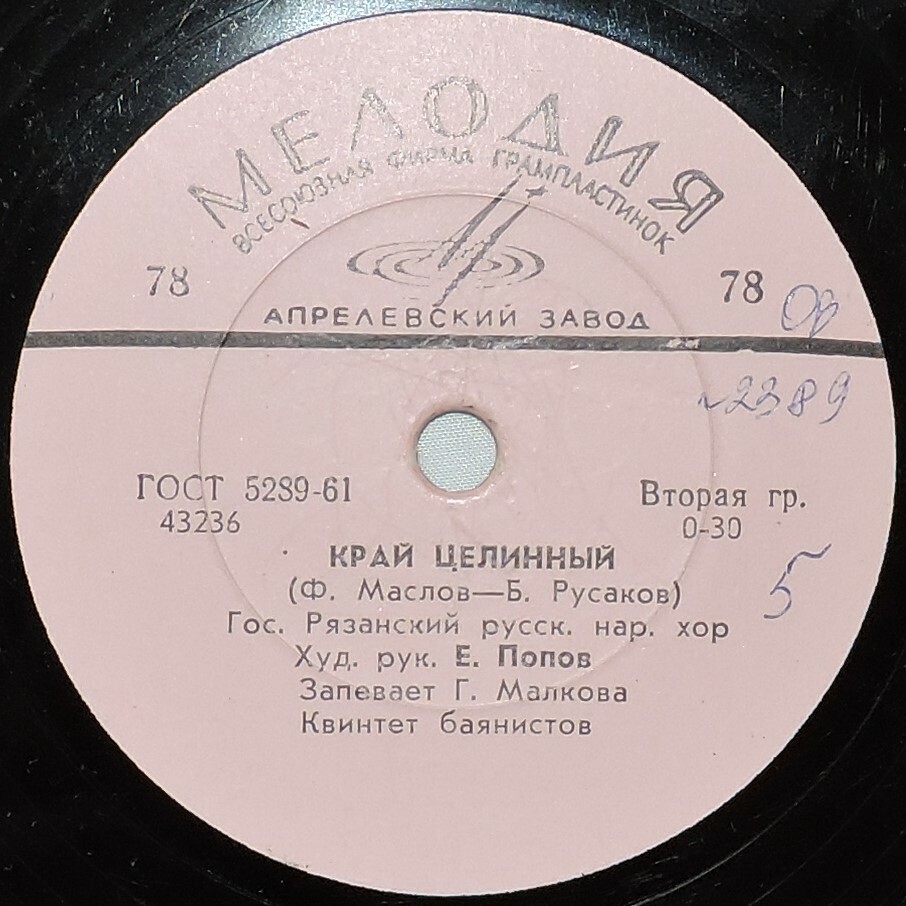 МЕЛОДИЯ
ВСЕСОЮЗНАЯ ФИРМА ГРАМПЛАСТИНОК
78 78
АПРЕЛЕВСКИЙ ЗАВОД
2389
ГОСТ 5289-61 Вторая гр.
43236 0-30
КРАЙ ЦЕЛИННЫЙ
(Ф. Маслов—Б. Русаков) 5
Гос. Рязанский русск. нар. хор
Худ. рук. Е. Попов
Запевает Г. Малкова
Квинтет баянистов